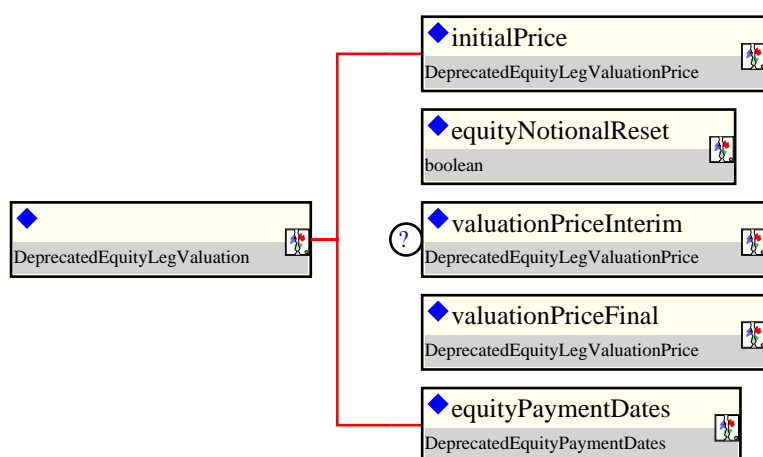 initialPrice
DeprecatedEquityLegValuationPrice
equityNotionalReset
boolean
DeprecatedEquityLegValuation
?
valuationPriceInterim
DeprecatedEquityLegValuationPrice
valuationPriceFinal
DeprecatedEquityLegValuationPrice
equityPaymentDates
DeprecatedEquityPaymentDates